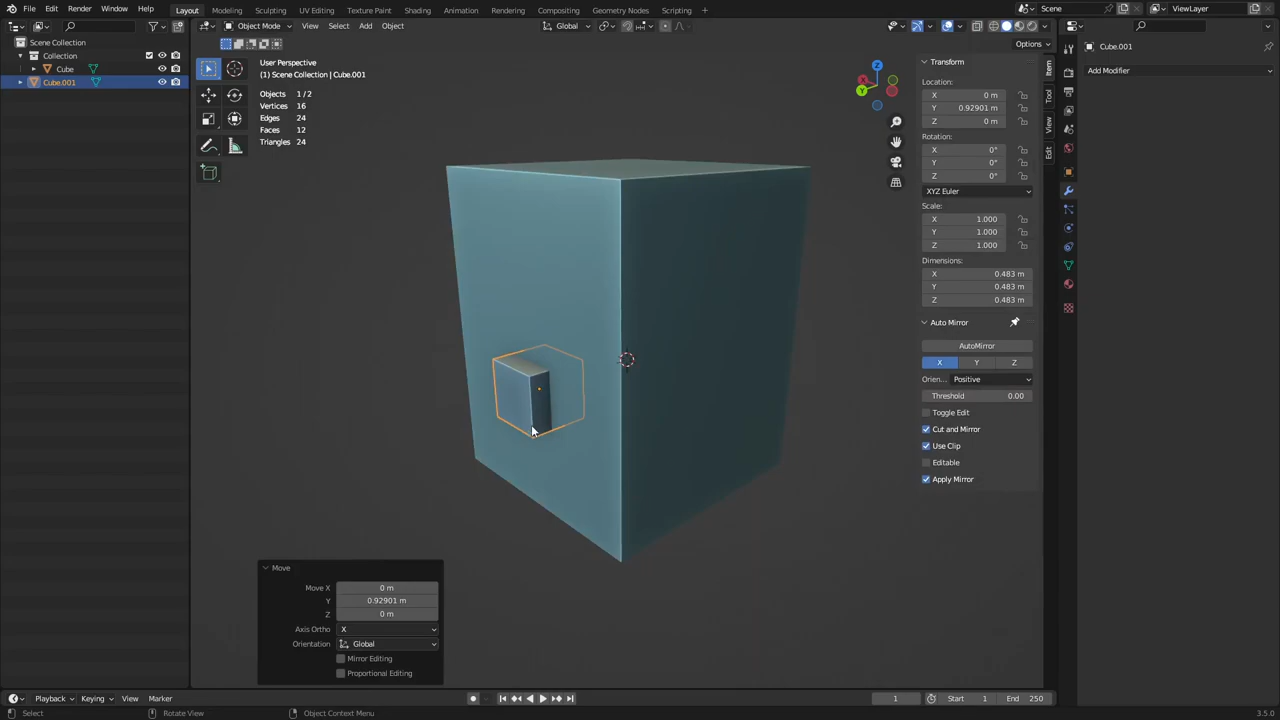 File Edit Render Window Help
Layout Modeling Sculpting UV Editing Texture Paint Shading Animation Rendering Compositing Geometry Nodes Scripting +
Scene
ViewLayer
Object Mode View Select Add Object
Global
Options
Scene Collection
Collection
Cube
Cube.001
User Perspective
(1) Scene Collection | Cube.001
Objects 1 / 2
Vertices 16
Edges 24
Faces 12
Triangles 24
Z
X
Y
Transform
Location:
X 0 m
Y 0.92901 m
Z 0 m
Rotation:
X 0°
Y 0°
Z 0°
XYZ Euler
Scale:
X 1.000
Y 1.000
Z 1.000
Dimensions:
X 0.483 m
Y 0.483 m
Z 0.483 m
Auto Mirror
AutoMirror
X Y Z
Orien... Positive
Threshold 0.00
Toggle Edit
Cut and Mirror
Use Clip
Editable
Apply Mirror
Item
Tool
View
Edit
Cube.001
Add Modifier
Move
Move X 0 m
Y 0.92901 m
Z 0 m
Axis Ortho X
Orientation Global
Mirror Editing
Proportional Editing
Playback Keying View Marker
1 Start 1 End 250
Select Rotate View Object Context Menu
3.5.0